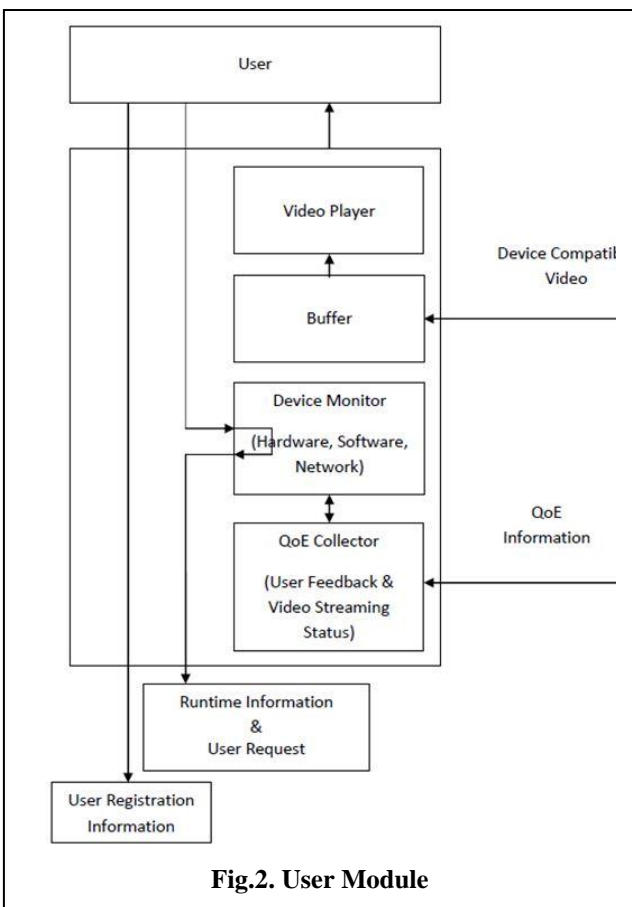 User
Video Player
Device Compatib
Video
Buffer
Device Monitor
(Hardware, Software,
Network)
QoE
Information
QoE Collector
(User Feedback &
Video Streaming
Status)
Runtime Information
&
User Request
User Registration
Information
Fig.2. User Module